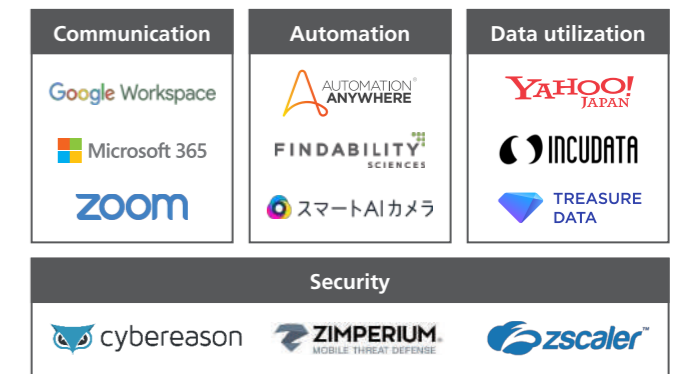 Communication
Google Workspace
Microsoft 365
zoom
Automation
AUTOMATION
ANYWHERE
FINDABILITY
SCIENCES
スマートAIカメラ
Data utilization
YAHOO!
JAPAN
INCUDATA
TREASURE
DATA
Security
cybereason
ZIMPERIUM
MOBILE THREAT DEFENSE
zscaler™